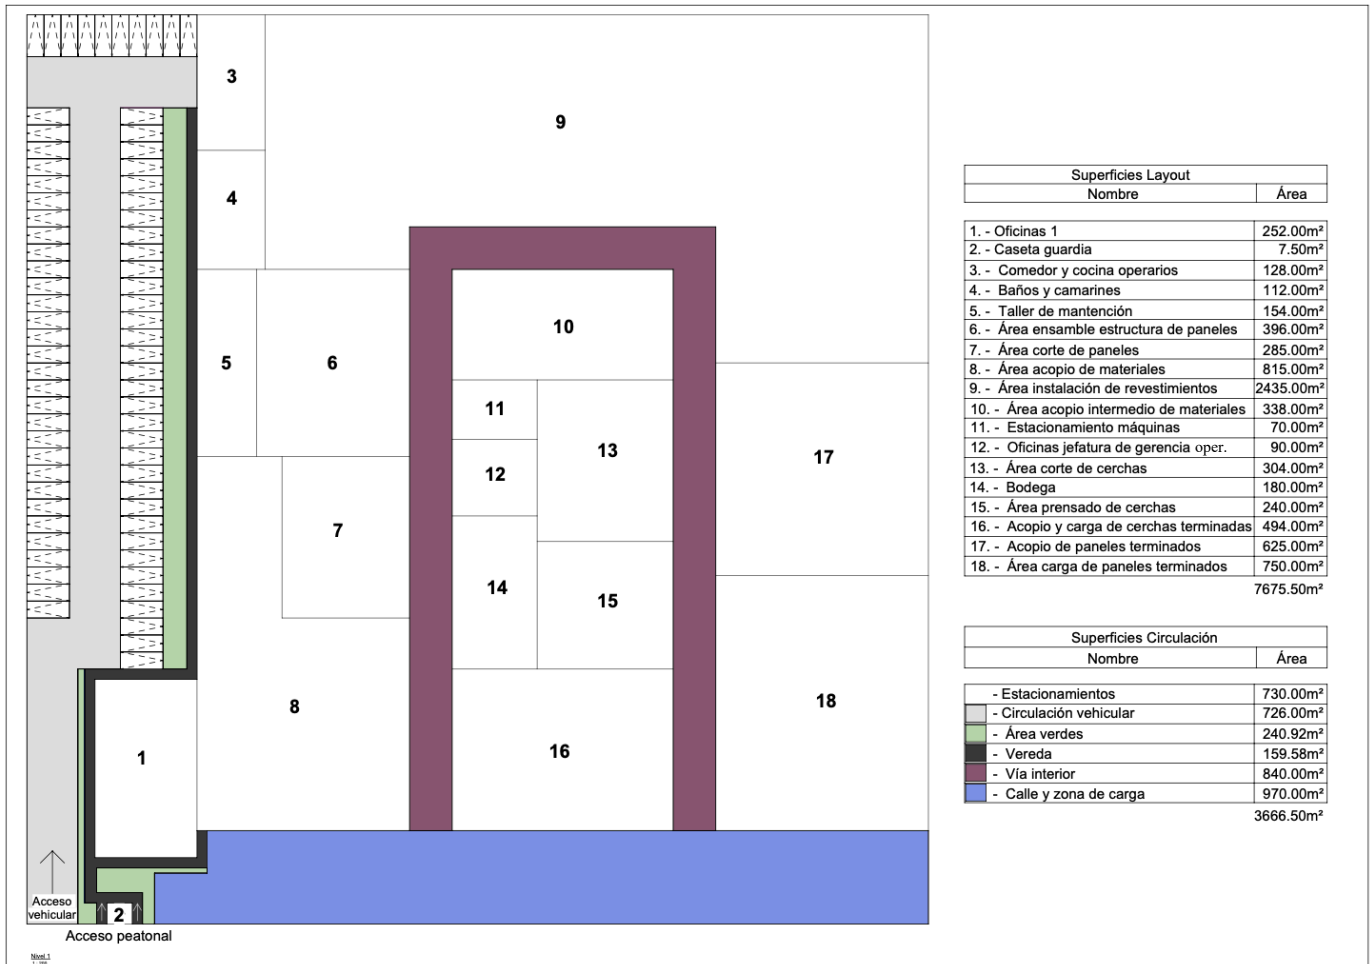 3
9
4
10
5
6
11
13
17
12
7
14
15
8
18
16
1
Acceso
vehicular
2
Acceso peatonal
Nivel 1
Superficies Layout
Nombre Área
1. - Oficinas 1 252.00m²
2. - Caseta guardia 7.50m²
3. - Comedor y cocina operarios 128.00m²
4. - Baños y camarines 112.00m²
5. - Taller de mantención 154.00m²
6. - Área ensamble estructura de paneles 396.00m²
7. - Área corte de paneles 285.00m²
8. - Área acopio de materiales 815.00m²
9. - Área instalación de revestimientos 2435.00m²
10. - Área acopio intermedio de materiales 338.00m²
11. - Estacionamiento máquinas 70.00m²
12. - Oficinas jefatura de gerencia oper. 90.00m²
13. - Área corte de cerchas 304.00m²
14. - Bodega 180.00m²
15. - Área prensado de cerchas 240.00m²
16. - Acopio y carga de cerchas terminadas 494.00m²
17. - Acopio de paneles terminados 625.00m²
18. - Área carga de paneles terminados 750.00m²
7675.50m²
Superficies Circulación
Nombre Área
- Estacionamientos 730.00m²
- Circulación vehicular 726.00m²
- Área verdes 240.92m²
- Vereda 159.58m²
- Vía interior 840.00m²
- Calle y zona de carga 970.00m²
3666.50m²